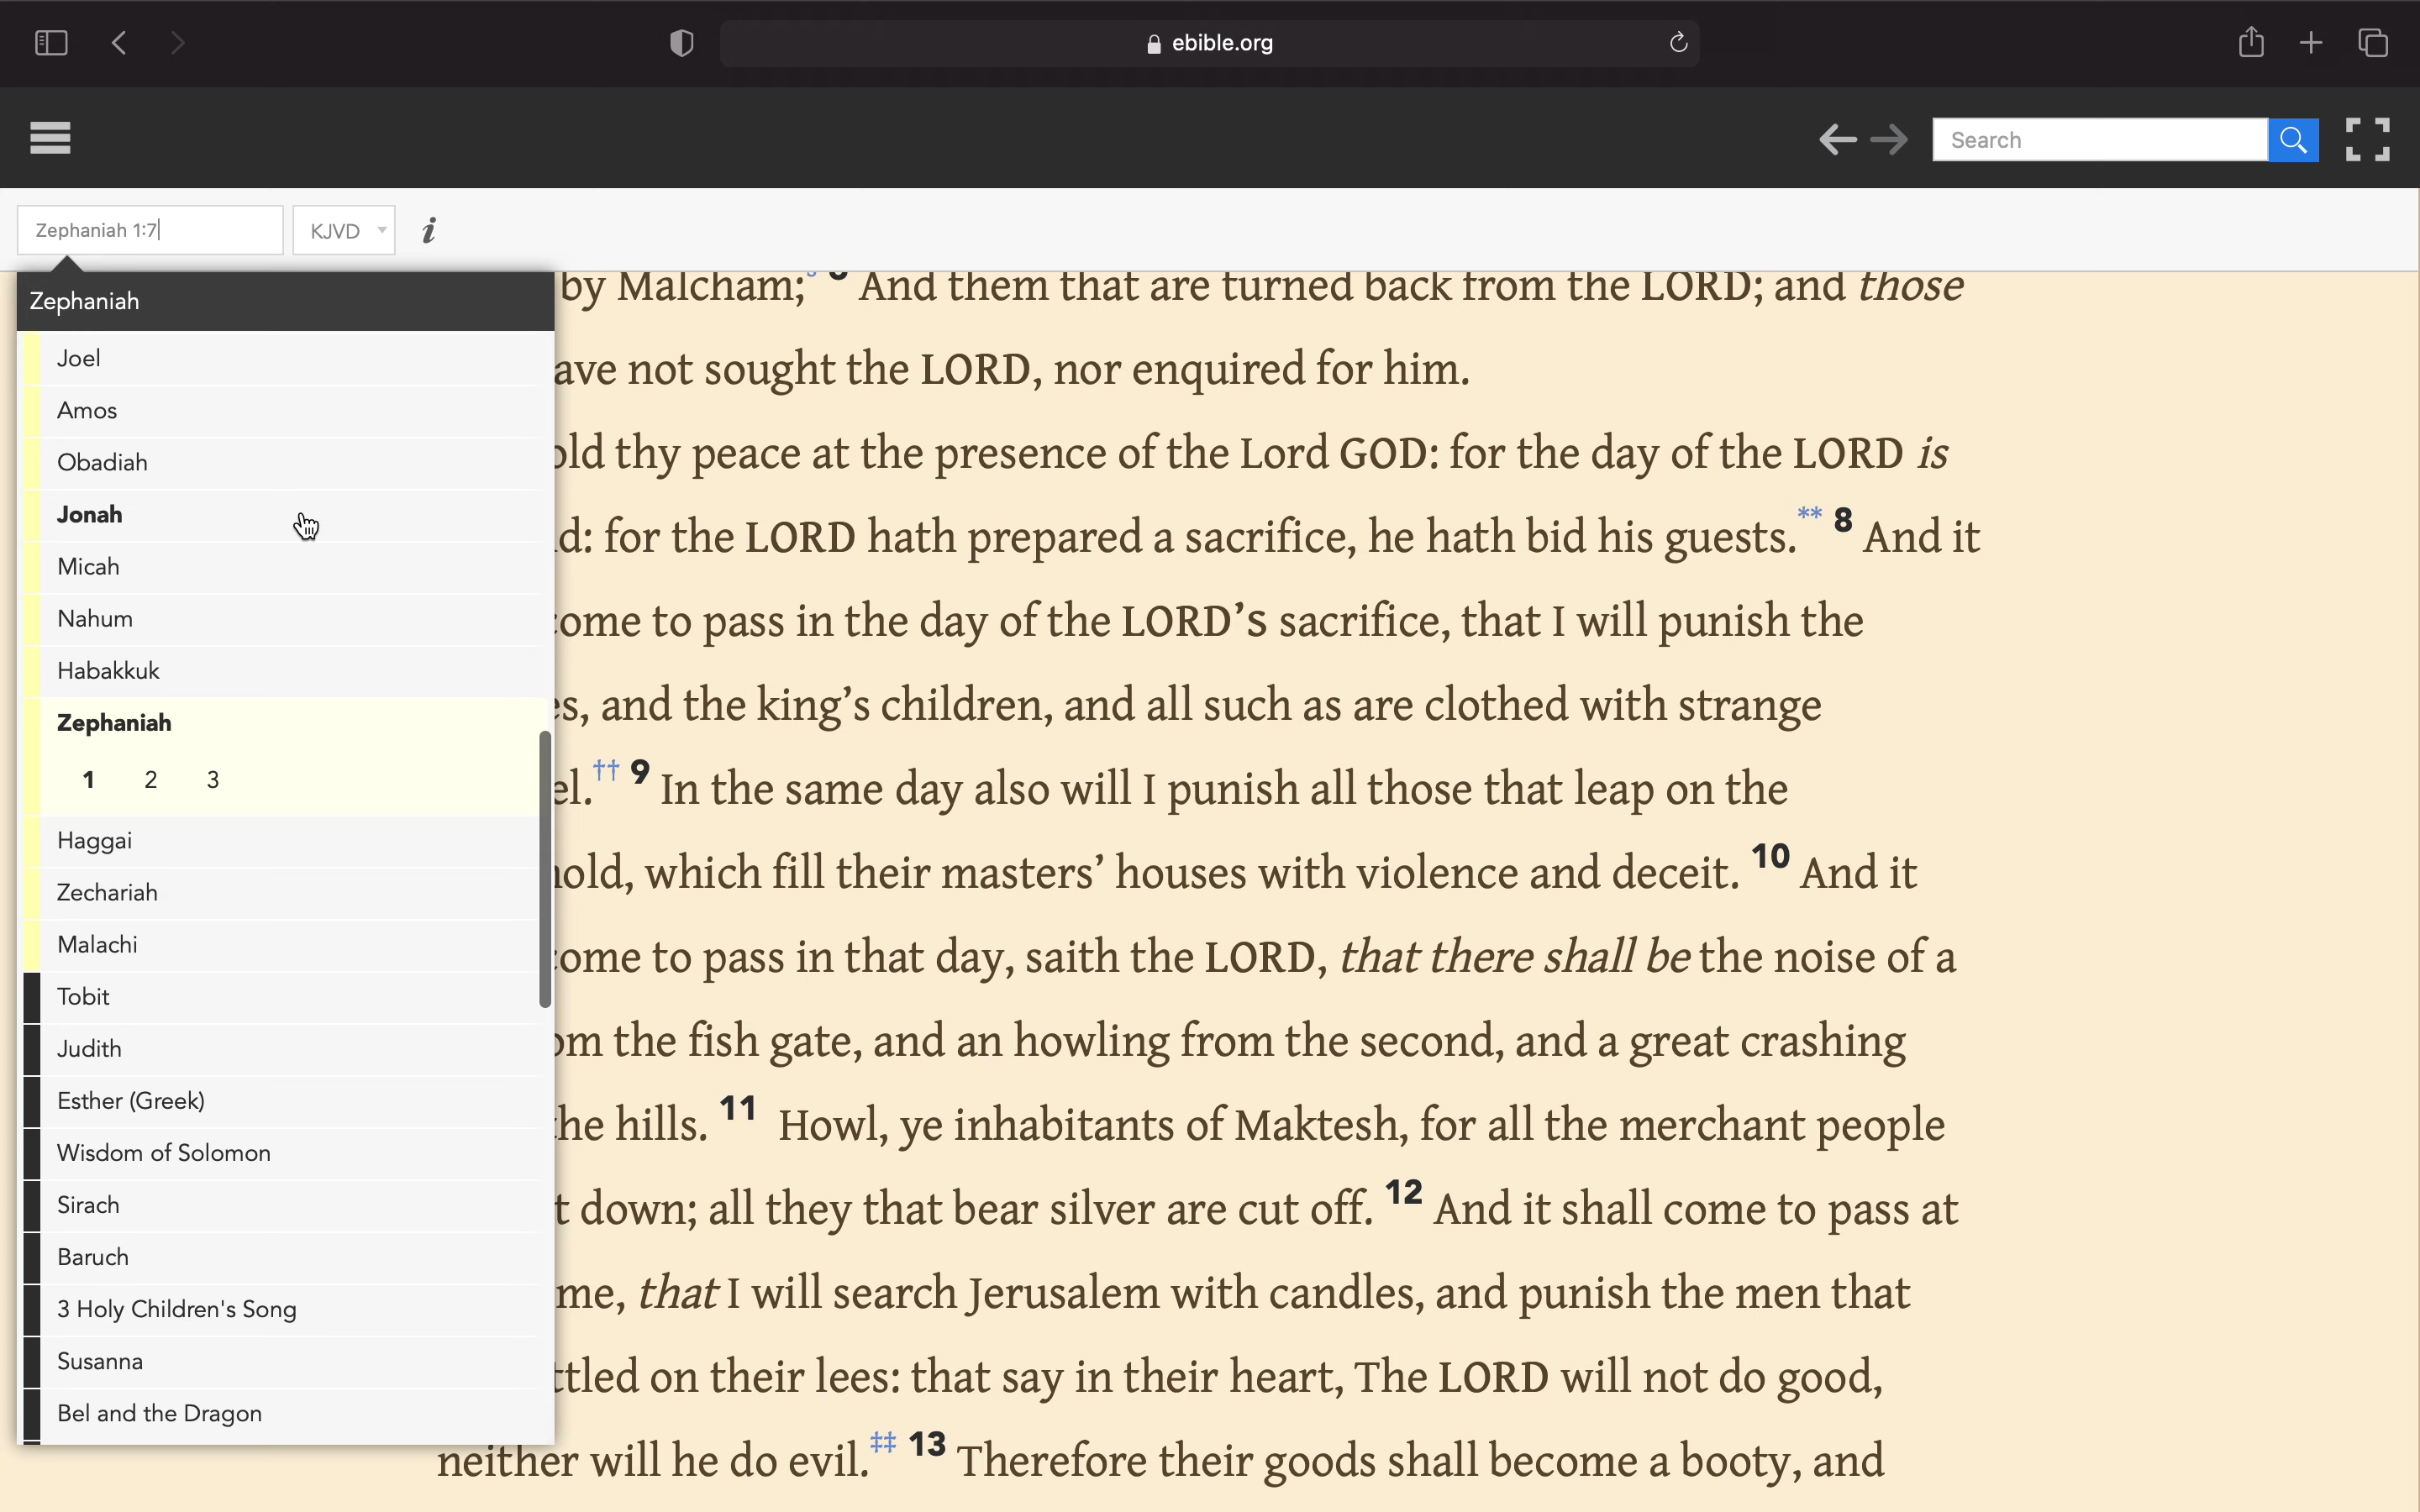 ebible.org
Search
Zephaniah 1:7
KJVD
i
Zephaniah
Joel
Amos
Obadiah
Jonah
Micah
Nahum
Habakkuk
Zephaniah
1 2 3
Haggai
Zechariah
Malachi
Tobit
Judith
Esther (Greek)
Wisdom of Solomon
Sirach
Baruch
3 Holy Children's Song
Susanna
Bel and the Dragon
by Malcham; And them that are turned back from the LORD; and those
ave not sought the LORD, nor enquired for him.
old thy peace at the presence of the Lord GOD: for the day of the LORD is
d: for the LORD hath prepared a sacrifice, he hath bid his guests.** 8 And it
come to pass in the day of the LORD’S sacrifice, that I will punish the
es, and the king’s children, and all such as are clothed with strange
el.†† 9 In the same day also will I punish all those that leap on the
hold, which fill their masters’ houses with violence and deceit. 10 And it
come to pass in that day, saith the LORD, that there shall be the noise of a
om the fish gate, and an howling from the second, and a great crashing
the hills. 11 Howl, ye inhabitants of Maktesh, for all the merchant people
t down; all they that bear silver are cut off. 12 And it shall come to pass at
me, that I will search Jerusalem with candles, and punish the men that
ttled on their lees: that say in their heart, The LORD will not do good,
neither will he do evil.‡‡ 13 Therefore their goods shall become a booty, and